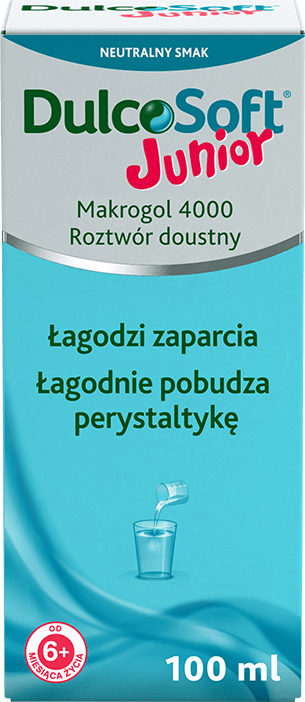 NEUTRALNY SMAK
DulcoSoft®
Junior
Makrogol 4000
Roztwór doustny
Łagodzi zaparcia
Łagodnie pobudza
perystaltykę
OD
6+
MIESIĄCA ŻYCIA
100 ml